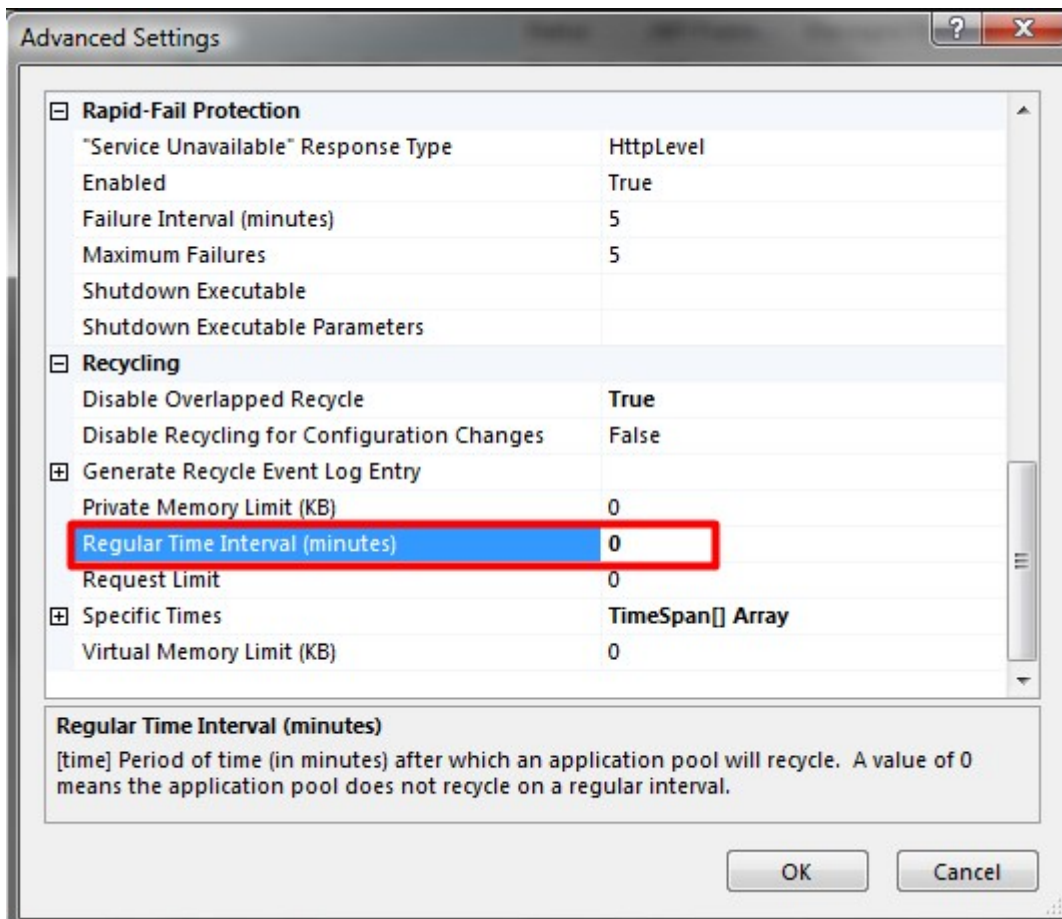 Advanced Settings
Rapid-Fail Protection
"Service Unavailable" Response Type HttpLevel
Enabled True
Failure Interval (minutes) 5
Maximum Failures 5
Shutdown Executable
Shutdown Executable Parameters
Recycling
Disable Overlapped Recycle True
Disable Recycling for Configuration Changes False
Generate Recycle Event Log Entry
Private Memory Limit (KB) 0
Regular Time Interval (minutes) 0
Request Limit 0
Specific Times TimeSpan[] Array
Virtual Memory Limit (KB) 0
Regular Time Interval (minutes)
[time] Period of time (in minutes) after which an application pool will recycle. A value of 0
means the application pool does not recycle on a regular interval.
OK Cancel